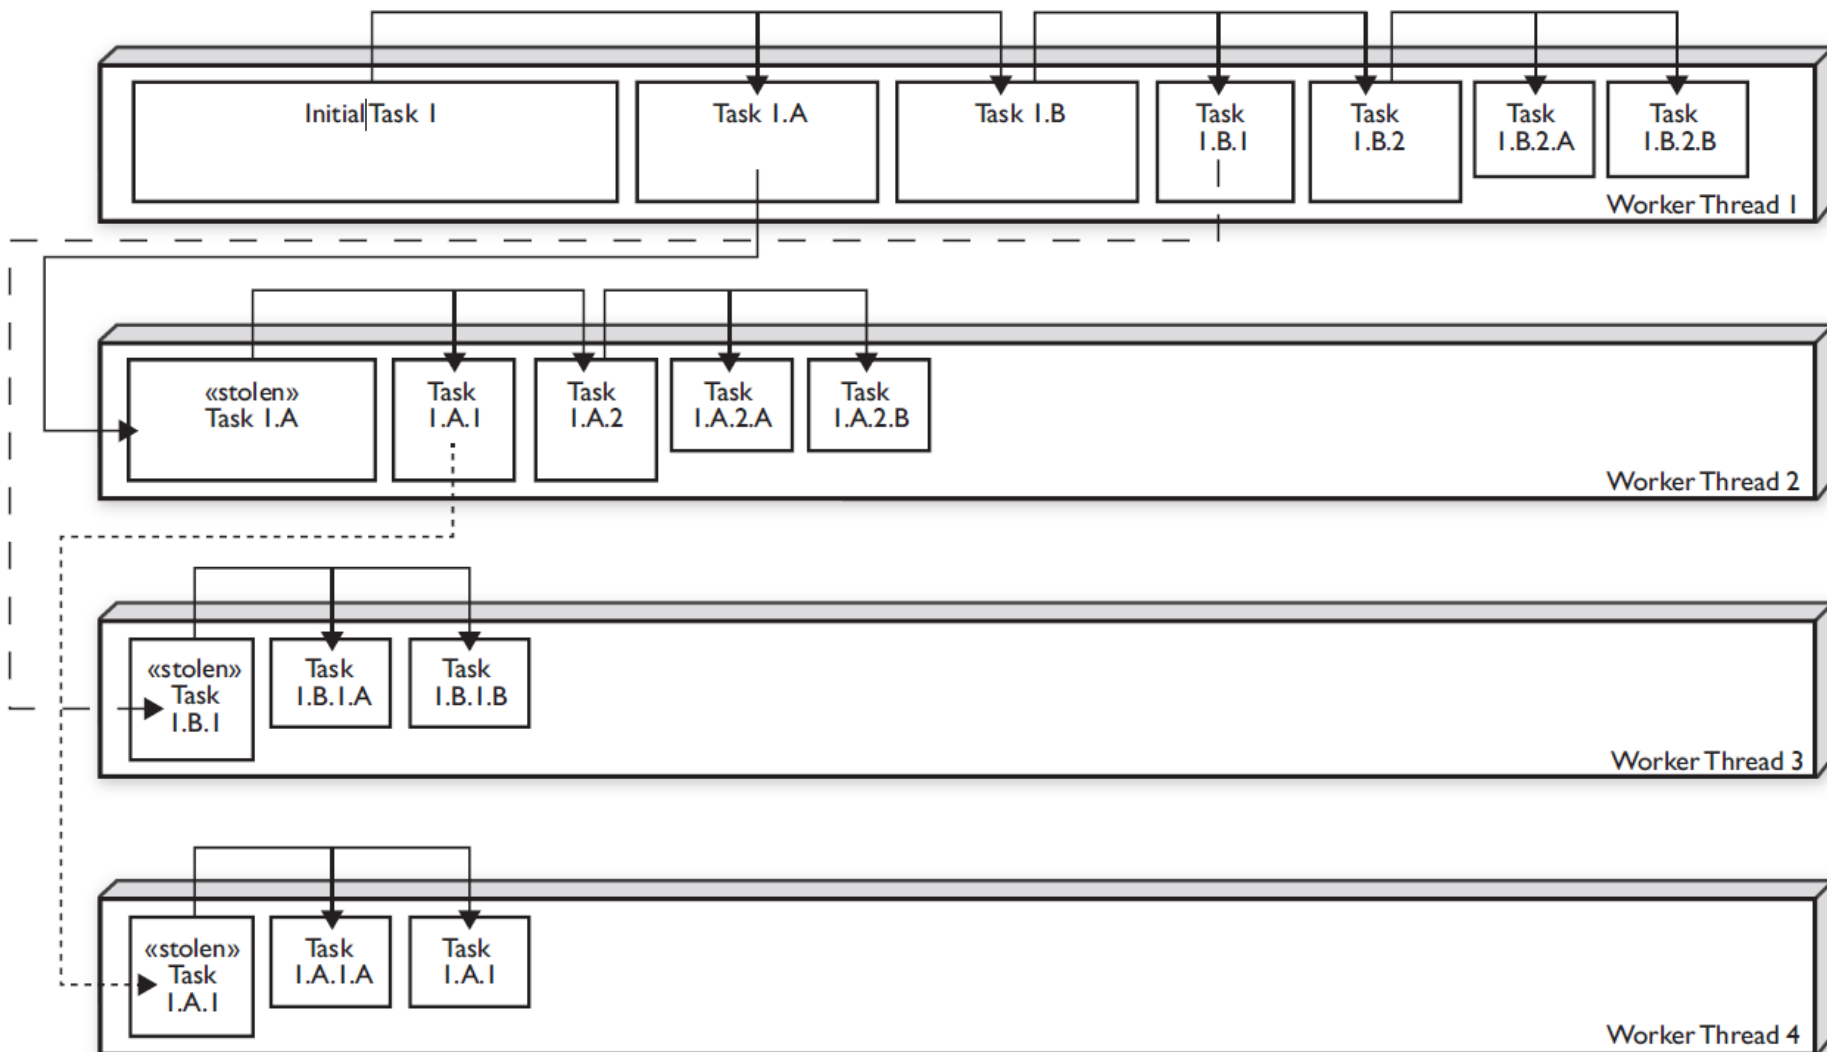 Initial Task 1
Task 1.A
Task 1.B
Task
1.B.1
Task
1.B.2
Task
1.B.2.A
Task
1.B.2.B
Worker Thread 1
«stolen»
Task 1.A
Task
1.A.1
Task
1.A.2
Task
1.A.2.A
Task
1.A.2.B
Worker Thread 2
«stolen»
Task
1.B.1
Task
1.B.1.A
Task
1.B.1.B
Worker Thread 3
«stolen»
Task
1.A.1
Task
1.A.1.A
Task
1.A.1
Worker Thread 4